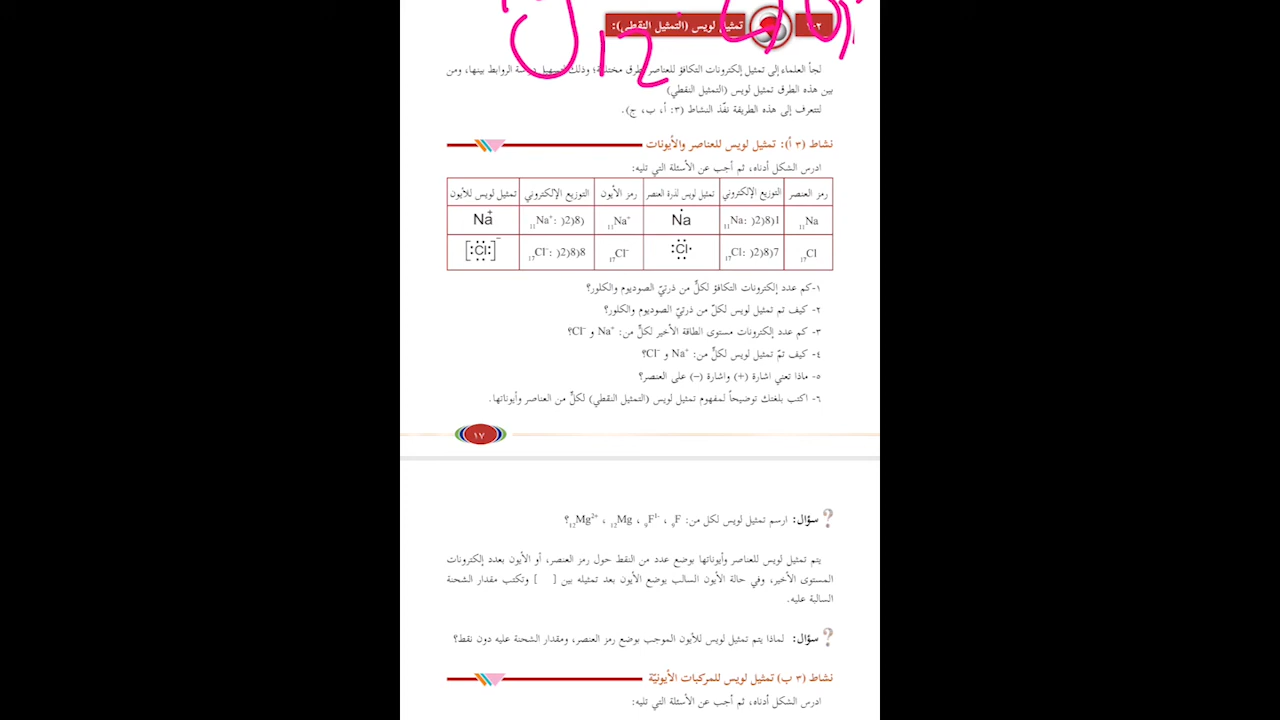 ١-٢ تمثيل لويس (التمثيل النقطي):
12
لجأ العلماء إلى تمثيل إلكترونات التكافؤ للعناصر بطرق مختلفة؛ وذلك لتسهيل دراسة الروابط بينها، ومن
بين هذه الطرق تمثيل لويس (التمثيل النقطي)
لتتعرف إلى هذه الطريقة نفّذ النشاط (٣: أ، ب، ج).
نشاط (٣ أ): تمثيل لويس للعناصر والأيونات
ادرس الشكل أدناه، ثم أجب عن الأسئلة التي تليه:
رمز العنصر التوزيع الإلكتروني تمثيل لويس لذرة العنصر رمز الأيون التوزيع الإلكتروني تمثيل لويس للأيون
₁₁Na ₁₁Na: )2)8)1 Na ₁₁Na⁺ ₁₁Na⁺: )2)8) Na⁺
₁₇Cl ₁₇Cl: )2)8)7 :Cl· ₁₇Cl⁻ ₁₇Cl⁻: )2)8)8 [:Cl:]⁻
١-كم عدد إلكترونات التكافؤ لكلٍّ من ذرتيّ الصوديوم والكلور؟
٢- كيف تم تمثيل لويس لكلّ من ذرتيّ الصوديوم والكلور؟
٣- كم عدد إلكترونات مستوى الطاقة الأخير لكلٍّ من: Na⁺ و Cl⁻؟
٤- كيف تمّ تمثيل لويس لكلٍّ من: Na⁺ و Cl⁻؟
٥- ماذا تعني اشارة (+) واشارة (−) على العنصر؟
٦- اكتب بلغتك توضيحاً لمفهوم تمثيل لويس (التمثيل النقطي) لكلٍّ من العناصر وأيوناتها.
١٧
سؤال: ارسم تمثيل لويس لكل من: ₉F ، ₉F¹⁻ ، ₁₂Mg ، ₁₂Mg²⁺؟
يتم تمثيل لويس للعناصر وأيوناتها بوضع عدد من النقط حول رمز العنصر، أو الأيون بعدد إلكترونات
المستوى الأخير، وفي حالة الأيون السالب يوضع الأيون بعد تمثيله بين [ ] وتكتب مقدار الشحنة
السالبة عليه.
سؤال: لماذا يتم تمثيل لويس للأيون الموجب بوضع رمز العنصر، ومقدار الشحنة عليه دون نقط؟
نشاط (٣ ب) تمثيل لويس للمركبات الأيونيّة
ادرس الشكل أدناه، ثم أجب عن الأسئلة التي تليه: